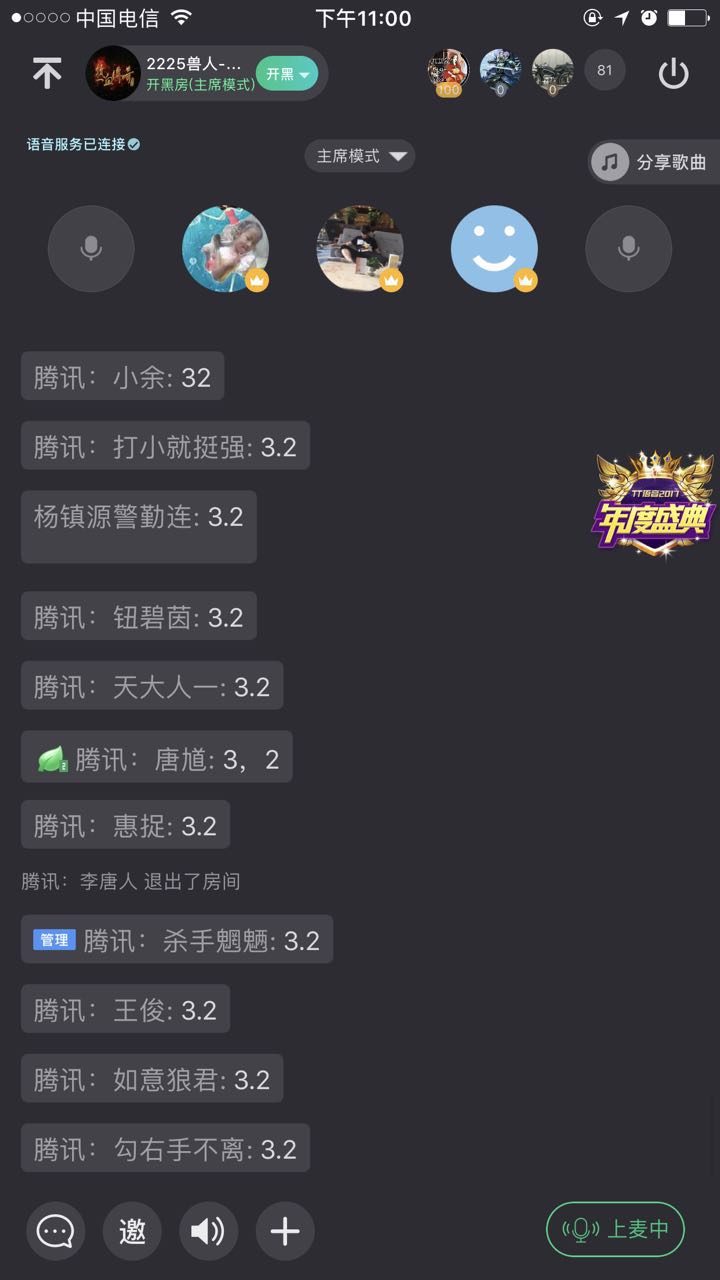 中国电信 下午11:00
2225兽人-... 开黑
开黑房(主席模式)
100 0 0 81
语音服务已连接
主席模式
分享歌曲
腾讯：小余: 32
腾讯：打小就挺强: 3.2
杨镇源警勤连: 3.2
TT语音2017
年度盛典
腾讯：钮碧茵: 3.2
腾讯：天大人一: 3.2
2 腾讯：唐馗: 3，2
腾讯：惠捉: 3.2
腾讯：李唐人 退出了房间
管理 腾讯：杀手魍魉: 3.2
腾讯：王俊: 3.2
腾讯：如意狼君: 3.2
腾讯：勾右手不离: 3.2
邀
上麦中